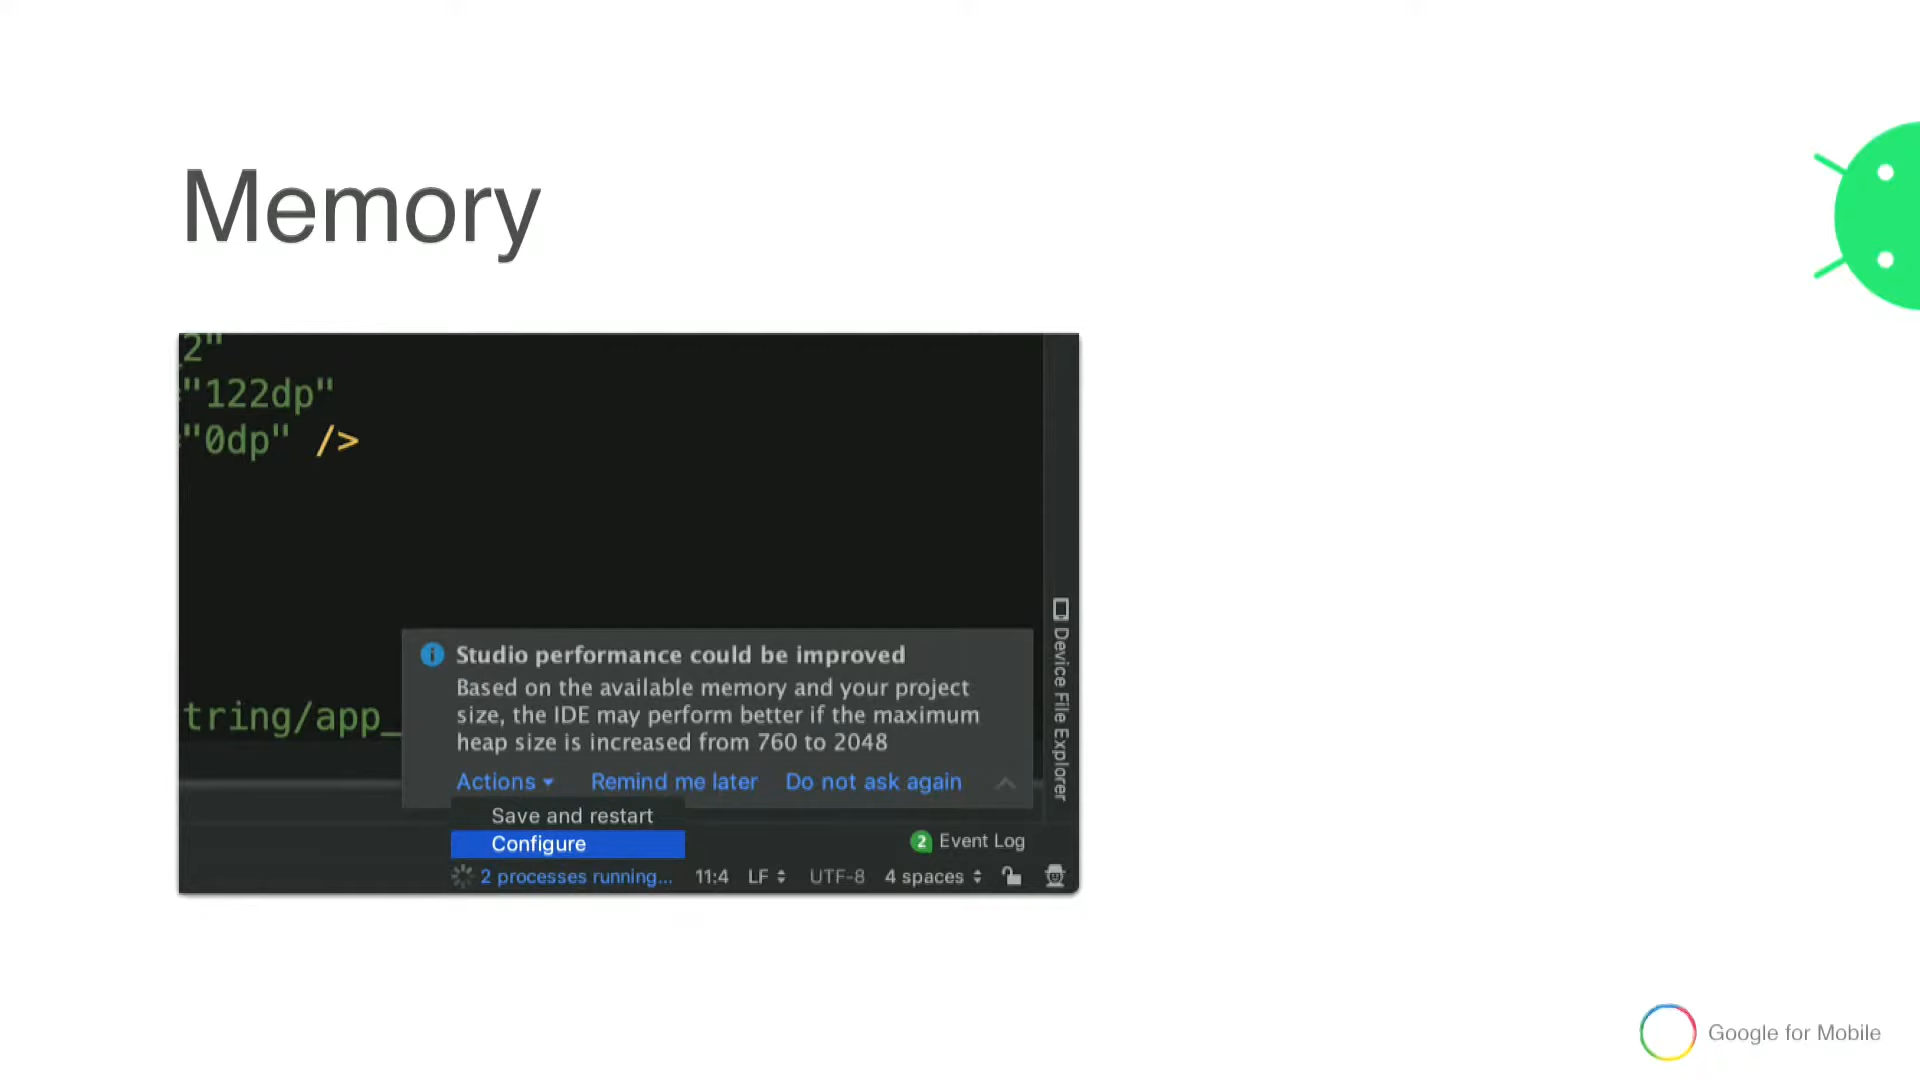 Memory
2"
"122dp"
"0dp" />
Studio performance could be improved
Based on the available memory and your project
size, the IDE may perform better if the maximum
heap size is increased from 760 to 2048
tring/app_
Actions Remind me later Do not ask again
Save and restart
Configure
2 Event Log
2 processes running... 11:4 LF UTF-8 4 spaces
Device File Explorer
Google for Mobile